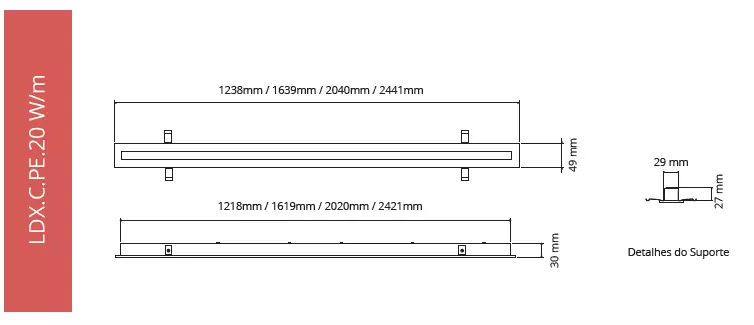 LDX.C.PE.20 W/m
1238mm / 1639mm / 2040mm / 2441mm
49 mm
1218mm / 1619mm / 2020mm / 2421mm
30 mm
29 mm
27 mm
Detalhes do Suporte